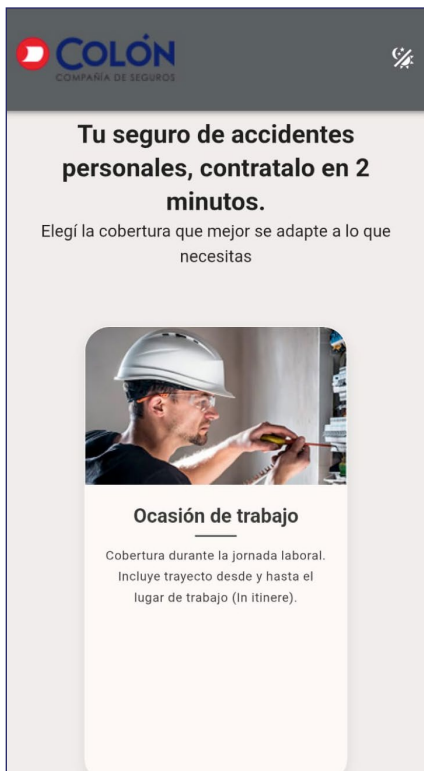 COLÓN
COMPAÑÍA DE SEGUROS
Tu seguro de accidentes
personales, contratalo en 2
minutos.
Elegí la cobertura que mejor se adapte a lo que
necesitas
Ocasión de trabajo
Cobertura durante la jornada laboral.
Incluye trayecto desde y hasta el
lugar de trabajo (In itinere).